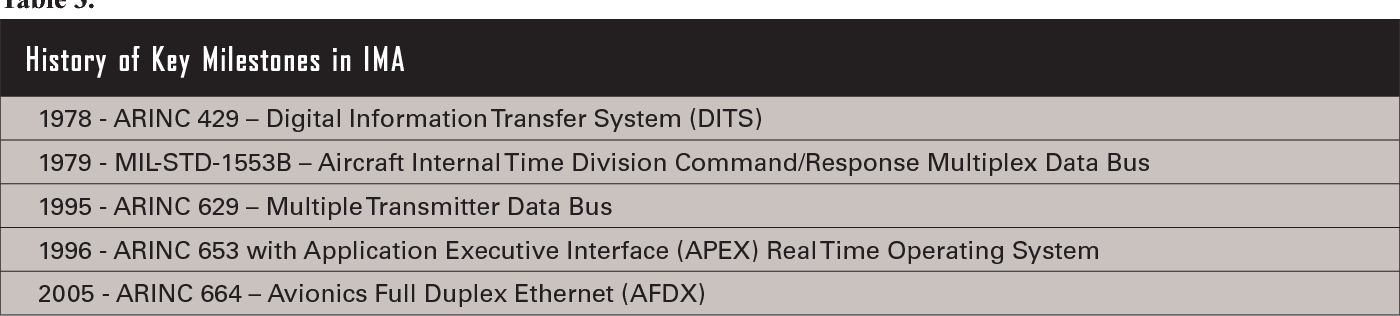 Table 3.
History of Key Milestones in IMA
1978 - ARINC 429 – Digital Information Transfer System (DITS)
1979 - MIL-STD-1553B – Aircraft Internal Time Division Command/Response Multiplex Data Bus
1995 - ARINC 629 – Multiple Transmitter Data Bus
1996 - ARINC 653 with Application Executive Interface (APEX) Real Time Operating System
2005 - ARINC 664 – Avionics Full Duplex Ethernet (AFDX)